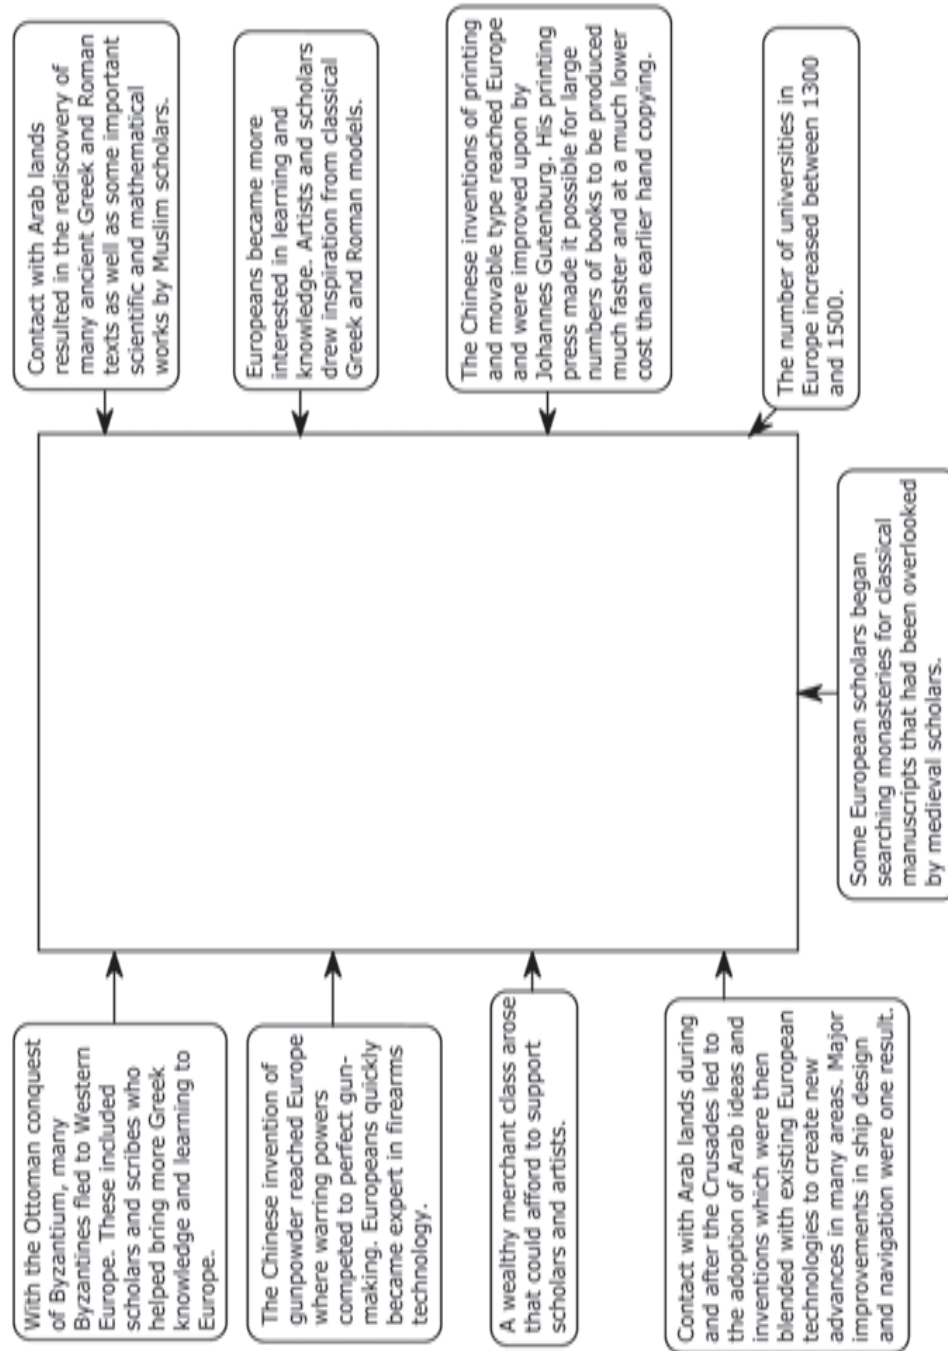 With the Ottoman conquest
of Byzantium, many
Byzantines fled to Western
Europe. These included
scholars and scribes who
helped bring more Greek
knowledge and learning to
Europe.
The Chinese invention of
gunpowder reached Europe
where warring powers
competed to perfect gun-
making. Europeans quickly
became expert in firearms
technology.
A wealthy merchant class arose
that could afford to support
scholars and artists.
Contact with Arab lands during
and after the Crusades led to
the adoption of Arab ideas and
inventions which were then
blended with existing European
technologies to create new
advances in many areas. Major
improvements in ship design
and navigation were one result.
Some European scholars began
searching monasteries for classical
manuscripts that had been overlooked
by medieval scholars.
Contact with Arab lands
resulted in the rediscovery of
many ancient Greek and Roman
texts as well as some important
scientific and mathematical
works by Muslim scholars.
Europeans became more
interested in learning and
knowledge. Artists and scholars
drew inspiration from classical
Greek and Roman models.
The Chinese inventions of printing
and movable type reached Europe
and were improved upon by
Johannes Gutenburg. His printing
press made it possible for large
numbers of books to be produced
much faster and at a much lower
cost than earlier hand copying.
The number of universities in
Europe increased between 1300
and 1500.